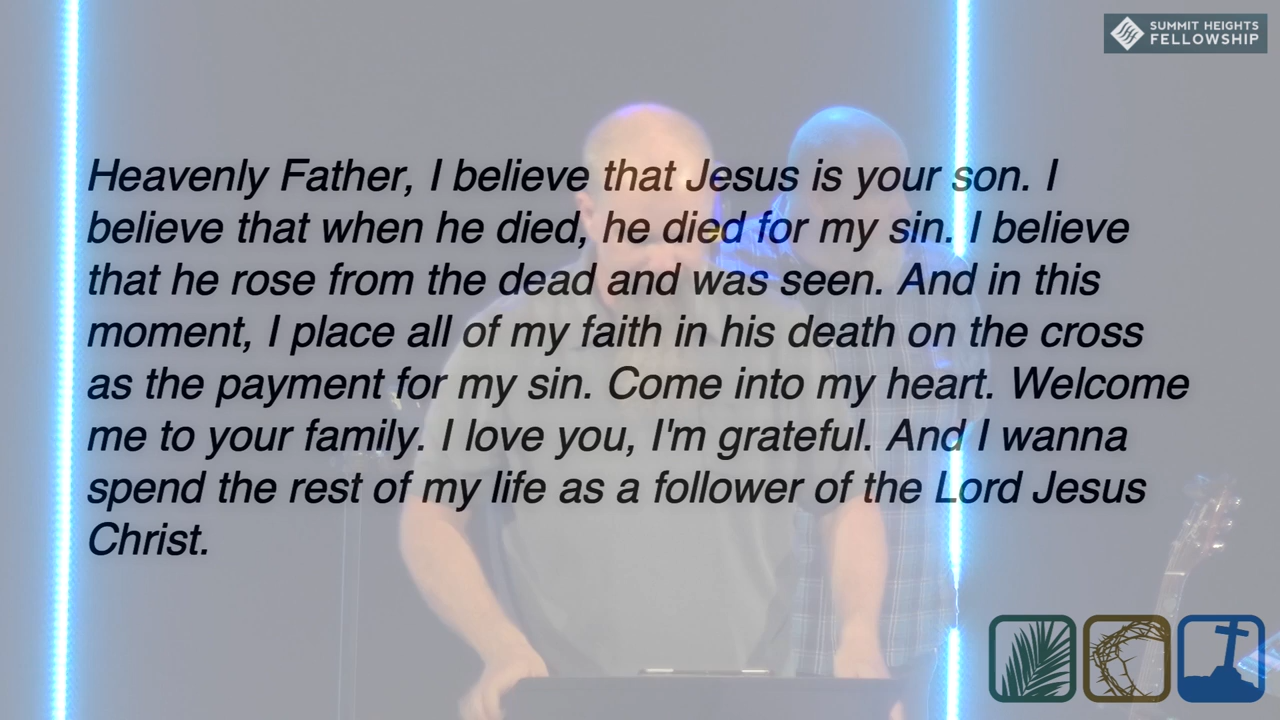 SUMMIT HEIGHTS
FELLOWSHIP
Heavenly Father, I believe that Jesus is your son. I
believe that when he died, he died for my sin. I believe
that he rose from the dead and was seen. And in this
moment, I place all of my faith in his death on the cross
as the payment for my sin. Come into my heart. Welcome
me to your family. I love you, I'm grateful. And I wanna
spend the rest of my life as a follower of the Lord Jesus
Christ.